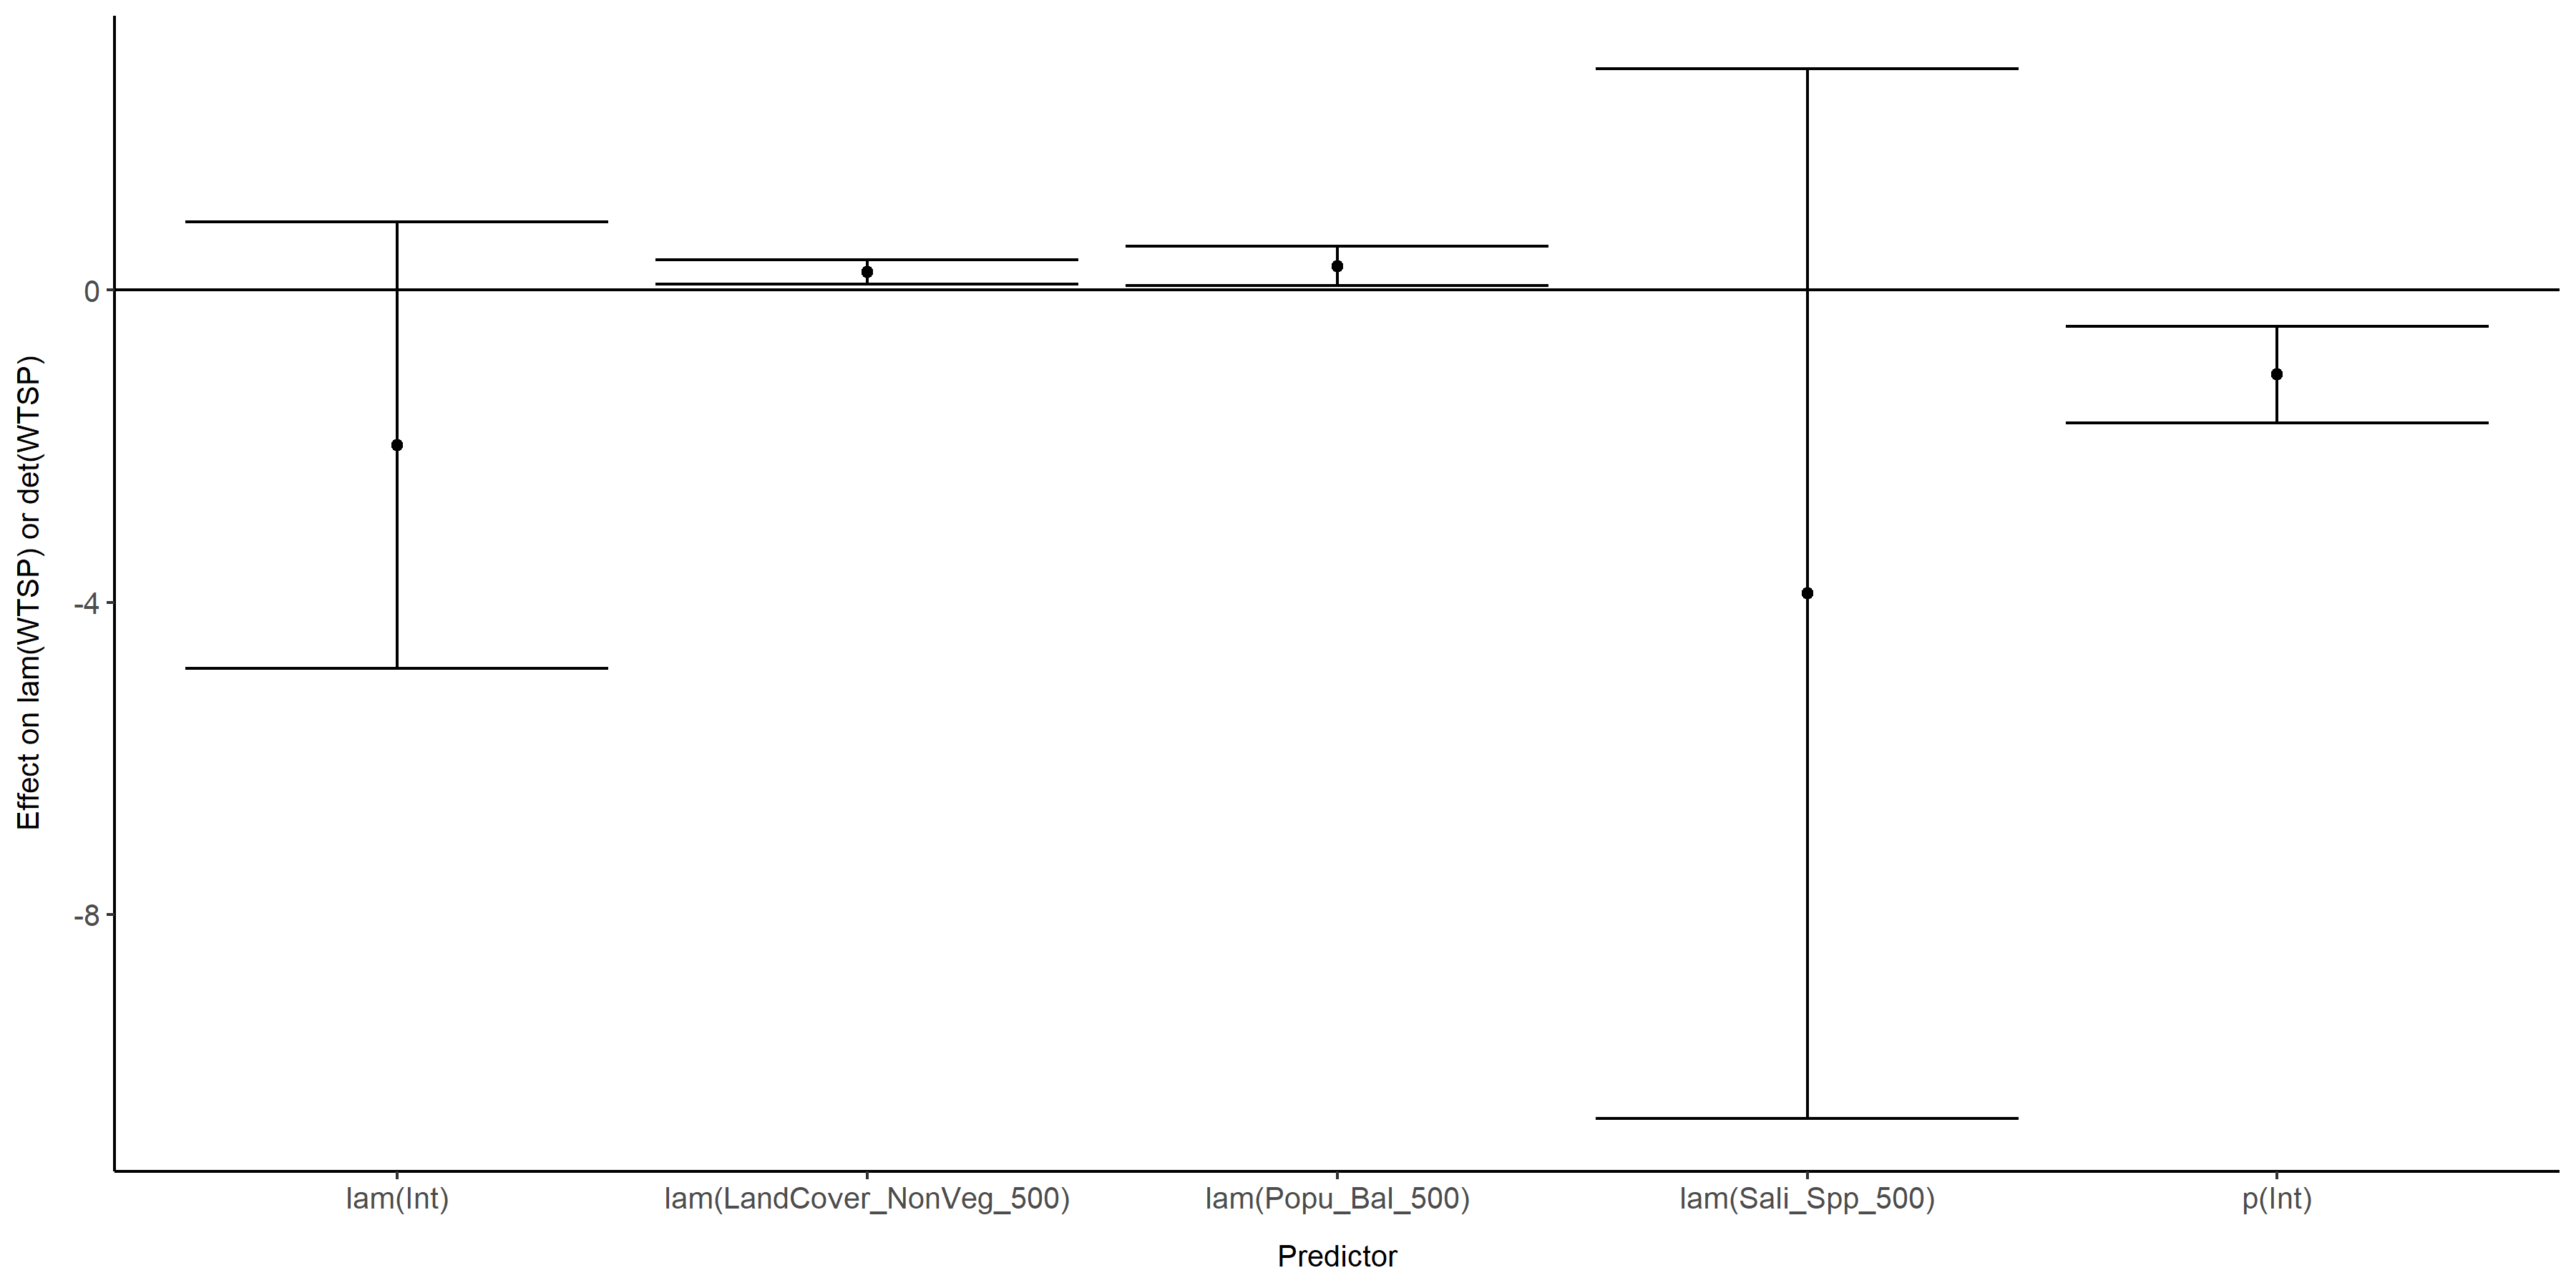 Effect on lam(WTSP) or det(WTSP)
0
-4
-8
lam(Int)
lam(LandCover_NonVeg_500)
lam(Popu_Bal_500)
lam(Sali_Spp_500)
p(Int)
Predictor